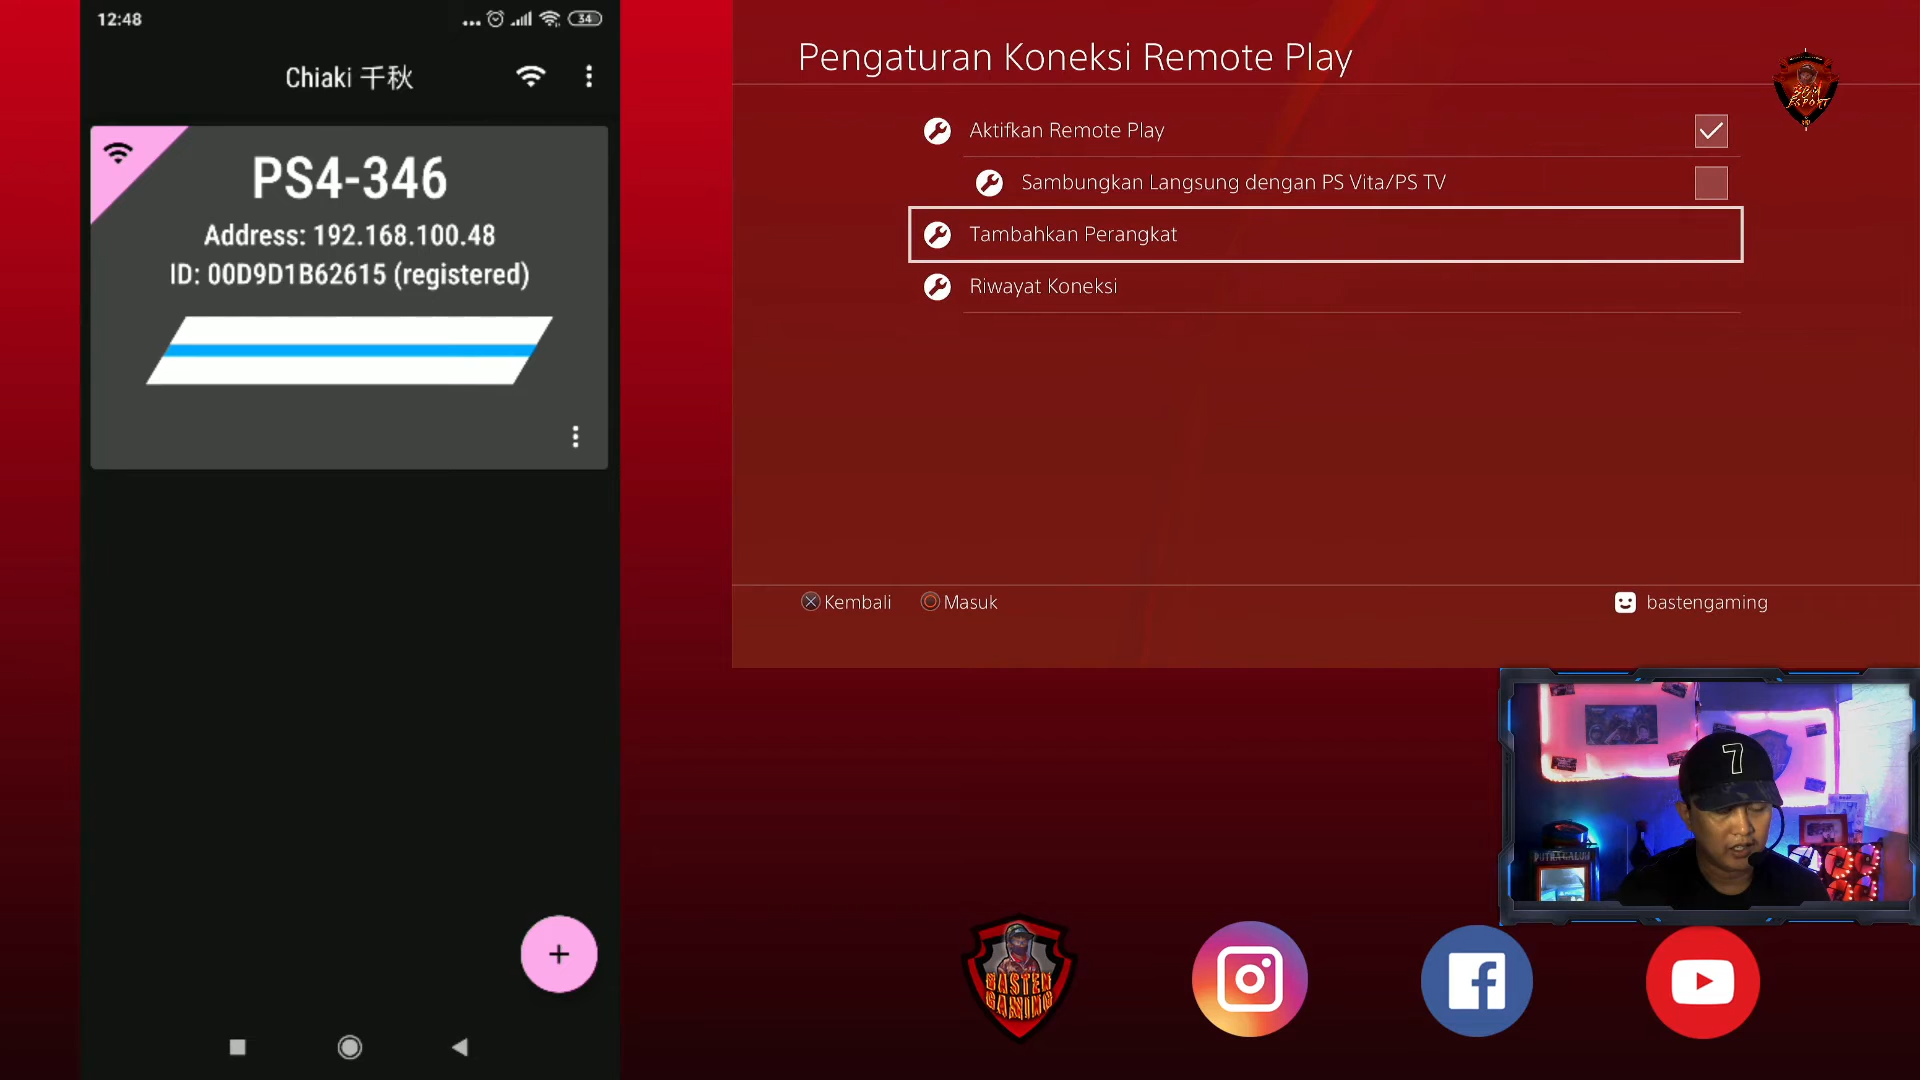 12:48
34
Chiaki 千秋
PS4-346
Address: 192.168.100.48
ID: 00D9D1B62615 (registered)
Pengaturan Koneksi Remote Play
Aktifkan Remote Play
Sambungkan Langsung dengan PS Vita/PS TV
Tambahkan Perangkat
Riwayat Koneksi
Kembali
Masuk
bastengaming
7
BASTEN
GAMING